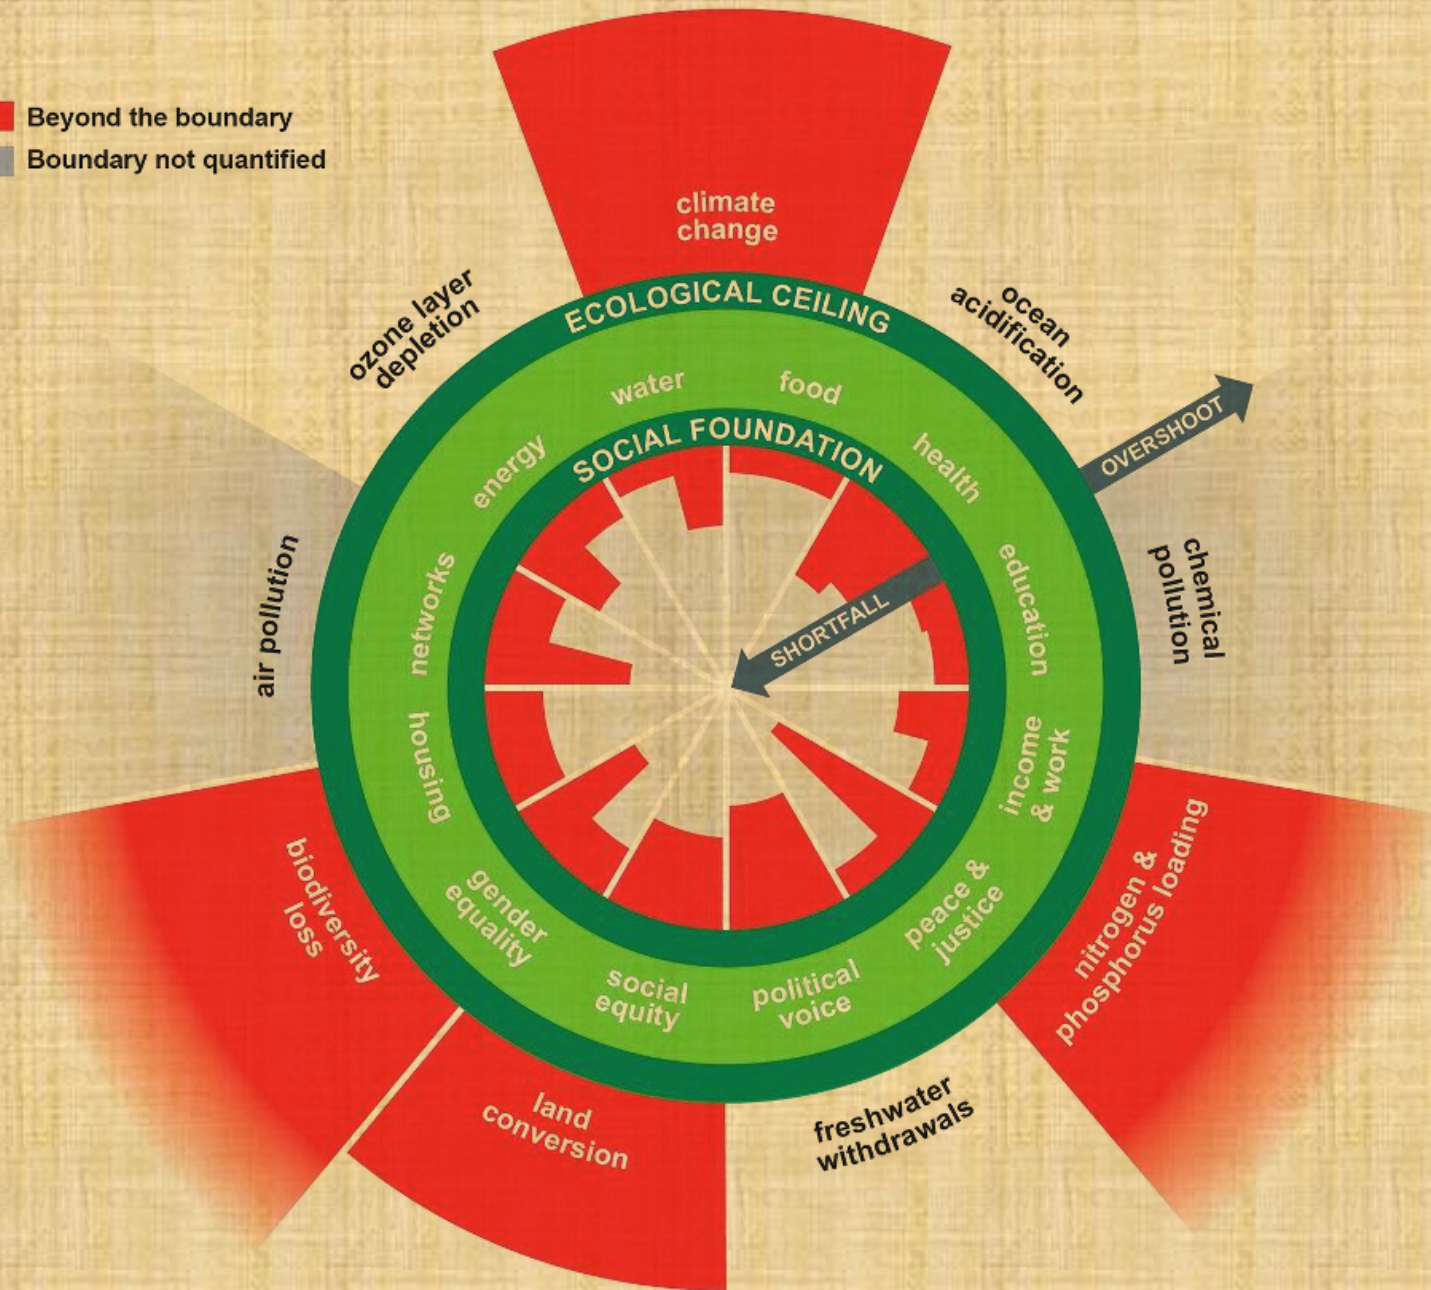 Beyond the boundary
Boundary not quantified
climate
change
ozone layer
depletion
ocean
acidification
ECOLOGICAL CEILING
OVERSHOOT
water
food
SOCIAL FOUNDATION
energy
health
networks
education
SHORTFALL
air pollution
chemical
pollution
housing
income
& work
biodiversity
loss
gender
equality
peace &
justice
nitrogen &
phosphorus loading
social
equity
political
voice
land
conversion
freshwater
withdrawals